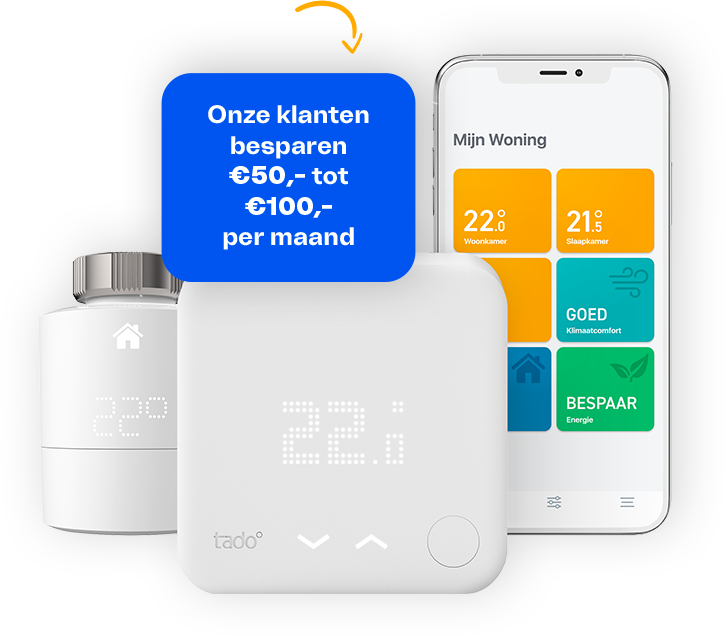 Onze klanten
besparen
€50,- tot
€100,-
per maand
Mijn Woning
22.0°
Woonkamer
21.5°
Slaapkamer
GOED
Klimaatcomfort
BESPAAR
Energie
22°
22.
tado°